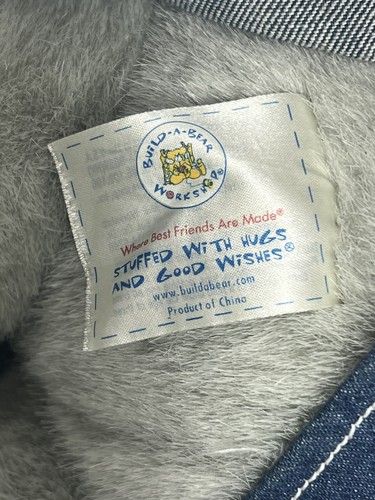 BUILD-A-BEAR
WORKSHOP®
Where Best Friends Are Made®
STUFFED WITH HUGS
AND GOOD WISHES®
www.buildabear.com
Product of China